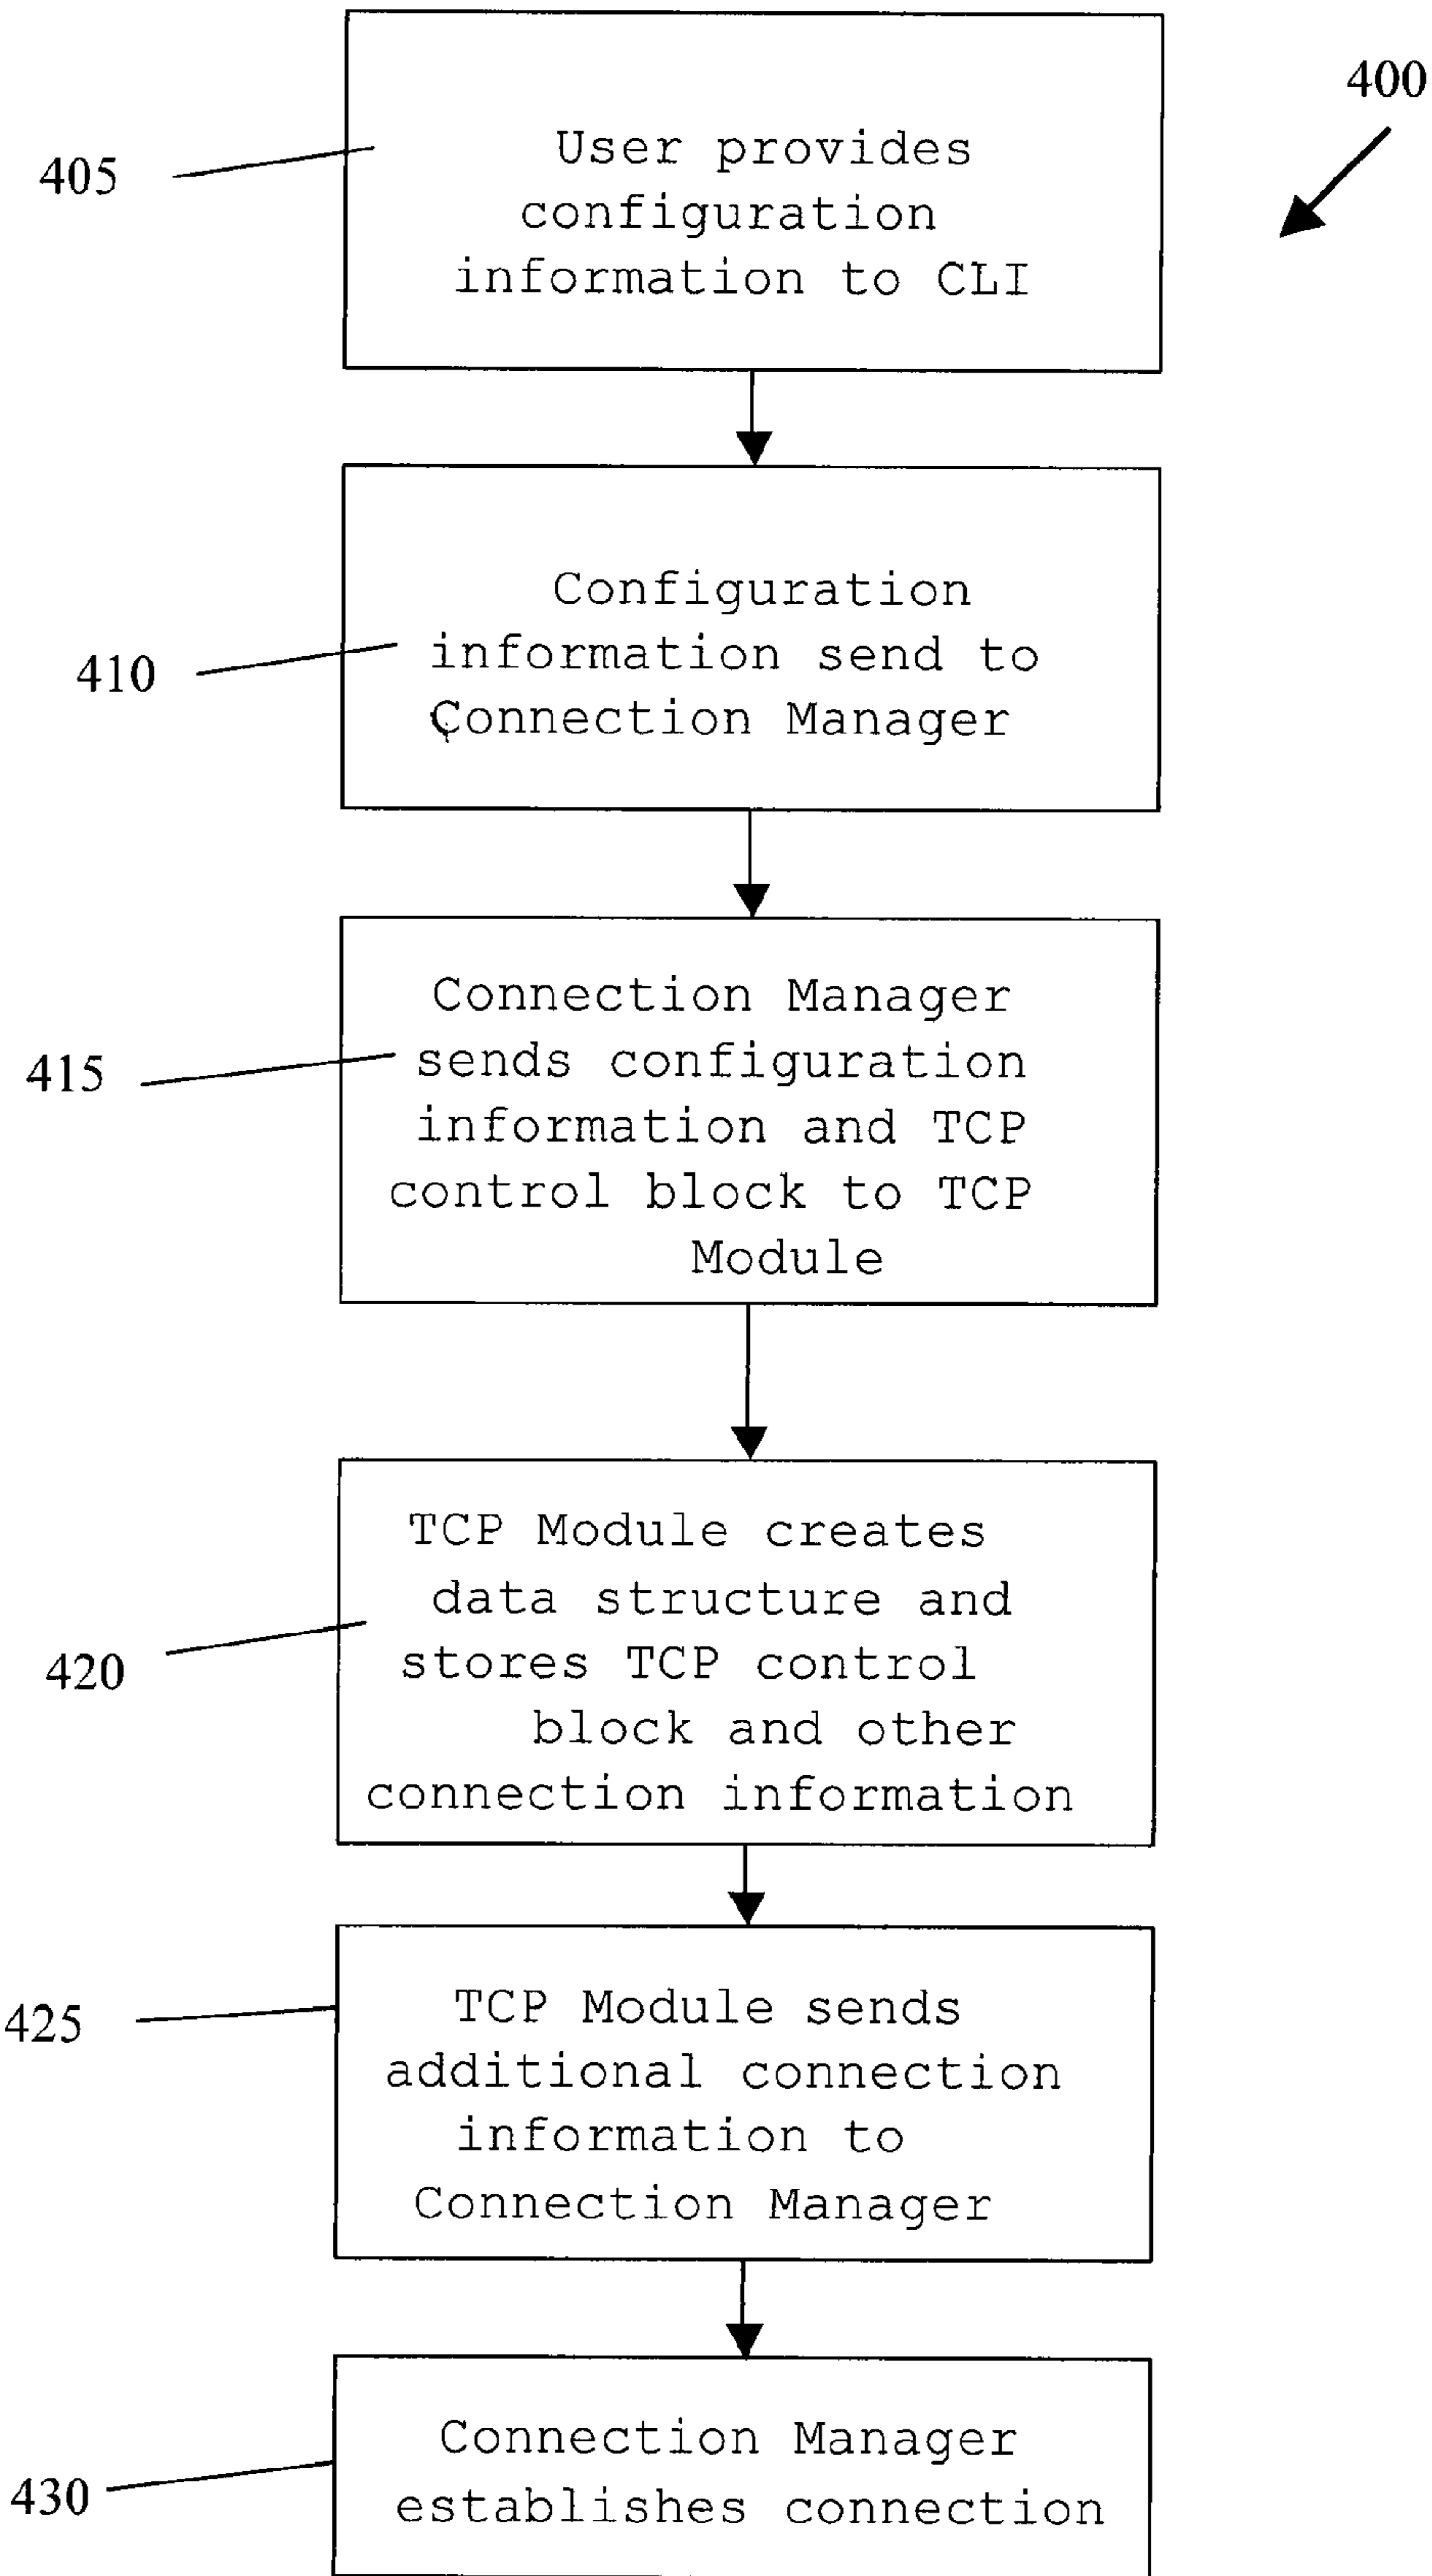 400
405
User provides
configuration
information to CLI
410
Configuration
information send to
Connection Manager
415
Connection Manager
sends configuration
information and TCP
control block to TCP
Module
420
TCP Module creates
data structure and
stores TCP control
block and other
connection information
425
TCP Module sends
additional connection
information to
Connection Manager
430
Connection Manager
establishes connection